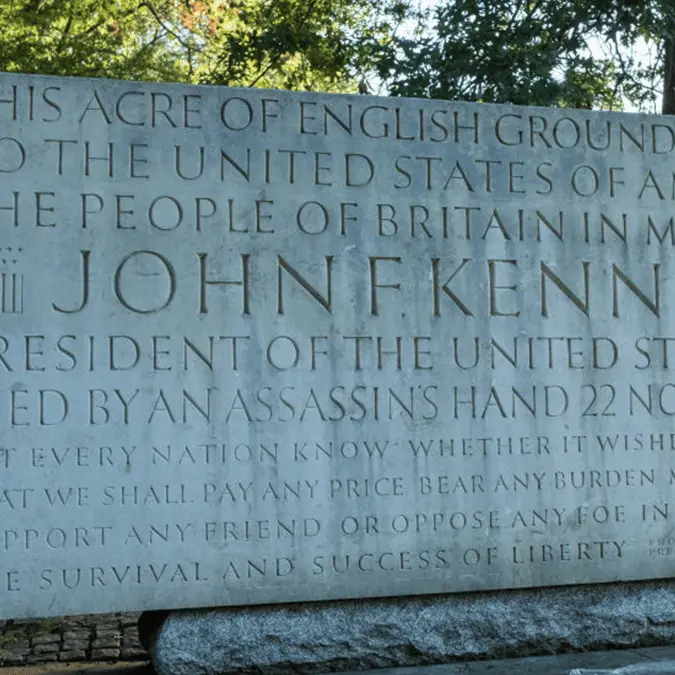 HIS ACRE OF ENGLISH GROUND
O THE UNITED STATES OF A
HE PEOPLE OF BRITAIN IN M
JOHN F. KENN
RESIDENT OF THE UNITED ST
ED BY AN ASSASSIN'S HAND 22 NO
T EVERY NATION KNOW WHETHER IT WISHE
AT WE SHALL PAY ANY PRICE BEAR ANY BURDEN M
PPORT ANY FRIEND OR OPPOSE ANY FOE IN
E SURVIVAL AND SUCCESS OF LIBERTY